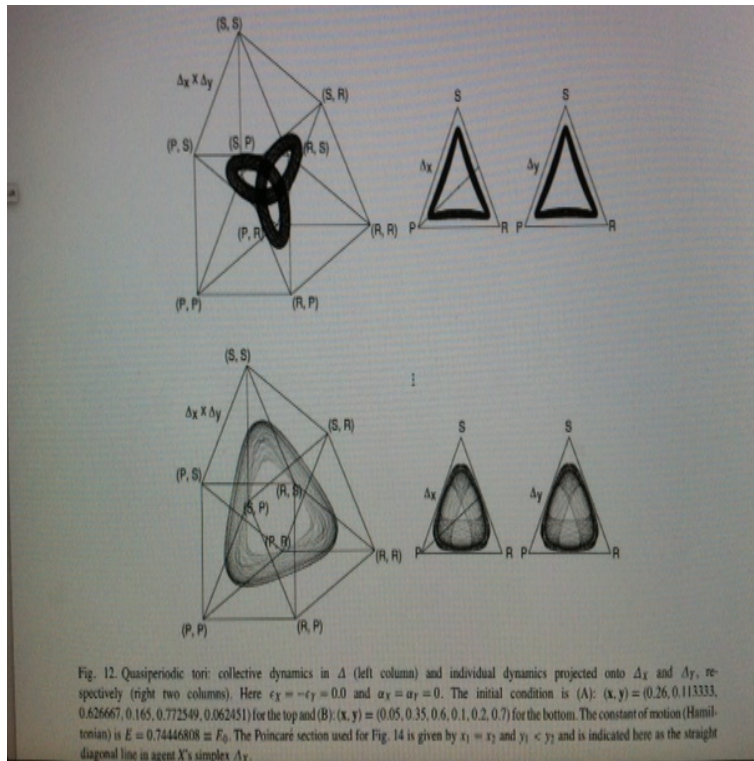 (S, S)
Δx X Δy
(S, R)
(P, S)
(S, P)
(R, S)
(P, R)
(R, R)
(P, P)
(R, P)
S
Δx
P
R
S
Δy
P
R
(S, S)
Δx X Δy
(S, R)
(P, S)
(R, S)
(S, P)
(P, R)
(R, R)
(P, P)
(R, P)
S
Δx
P
R
S
Δy
P
R
Fig. 12. Quasiperiodic tori: collective dynamics in Δ (left column) and individual dynamics projected onto ΔX and ΔY, re-
spectively (right two columns). Here ϵX = −ϵY = 0.0 and αX = αY = 0. The initial condition is (A): (x, y) = (0.26, 0.113333,
0.626667, 0.165, 0.772549, 0.062451) for the top and (B): (x, y) = (0.05, 0.35, 0.6, 0.1, 0.2, 0.7) for the bottom. The constant of motion (Hamil-
tonian) is E = 0.74446808 ≡ E0. The Poincaré section used for Fig. 14 is given by x1 = x2 and y1 < y2 and is indicated here as the straight
diagonal line in agent X's simplex ΔX.